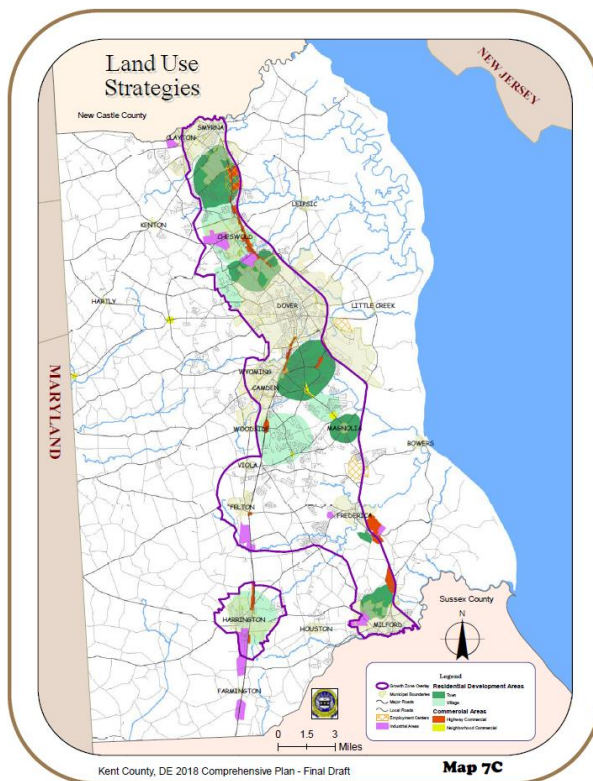 Land Use
Strategies
New Castle County
NEW JERSEY
SMYRNA
CLAYTON
LEIPSIC
KENTON
CHESWOLD
HARTLY
DOVER
LITTLE CREEK
MARYLAND
WYOMING
CAMDEN
WOODSIDE
MAGNOLIA
BOWERS
VIOLA
FELTON
FREDERICA
Sussex County
N
HARRINGTON
HOUSTON
MILFORD
FARMINGTON
Legend
Growth Zone Overlay
Municipal Boundaries
Major Roads
Local Roads
Employment Centers
Industrial Areas
Residential Development Areas
Town
Village
Commercial Areas
Highway Commercial
Neighborhood Commercial
0 1.5 3
Miles
Kent County, DE 2018 Comprehensive Plan - Final Draft
Map 7C